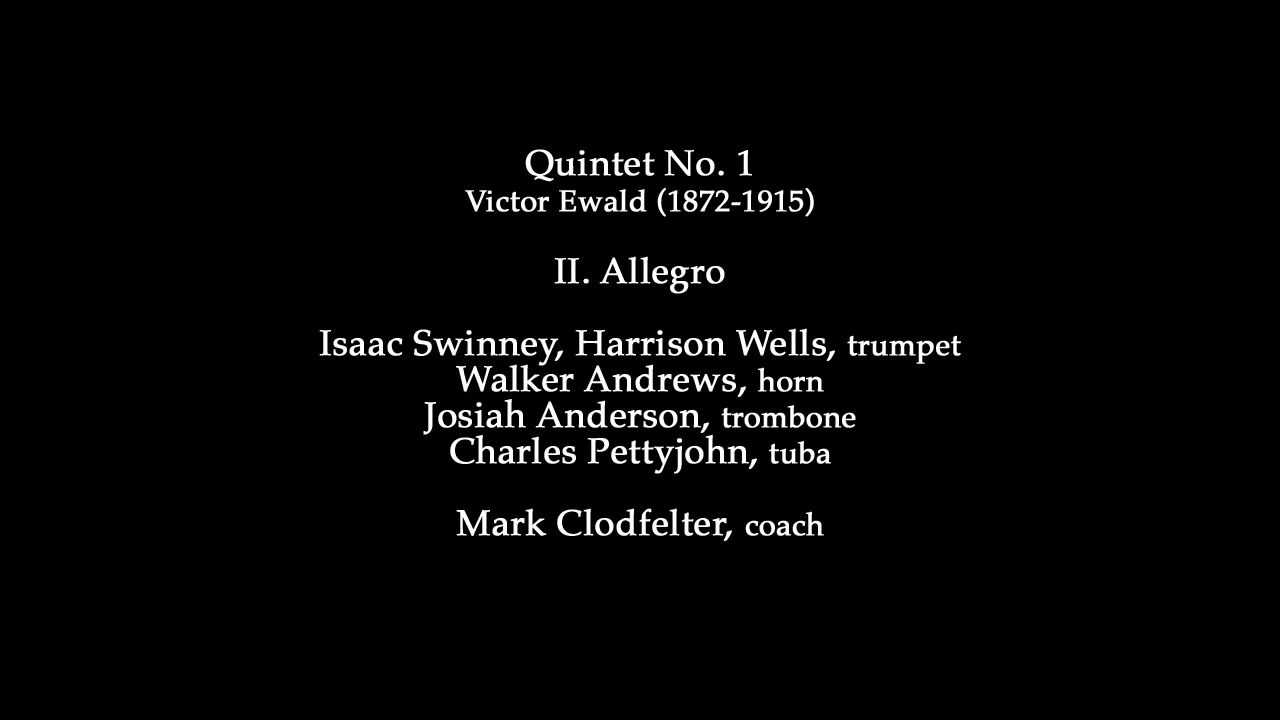 Quintet No. 1
Victor Ewald (1872-1915)
II. Allegro
Isaac Swinney, Harrison Wells, trumpet
Walker Andrews, horn
Josiah Anderson, trombone
Charles Pettyjohn, tuba
Mark Clodfelter, coach